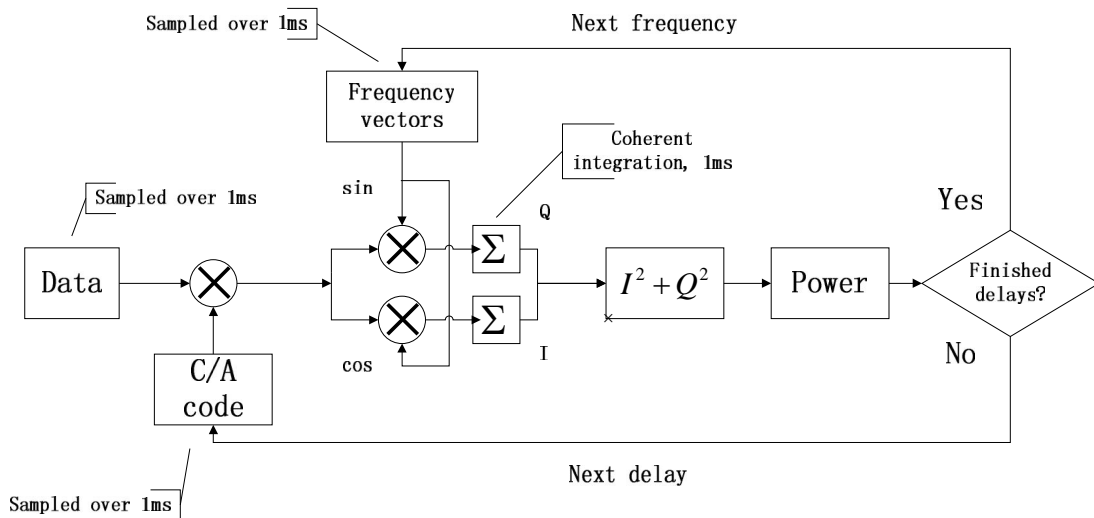 Sampled over 1ms
Next frequency
Frequency
vectors
Coherent
integration, 1ms
Sampled over 1ms
sin
Q
Yes
Data
Σ
I² + Q²
Power
Finished
delays?
Σ
cos
I
No
C/A
code
Next delay
Sampled over 1ms